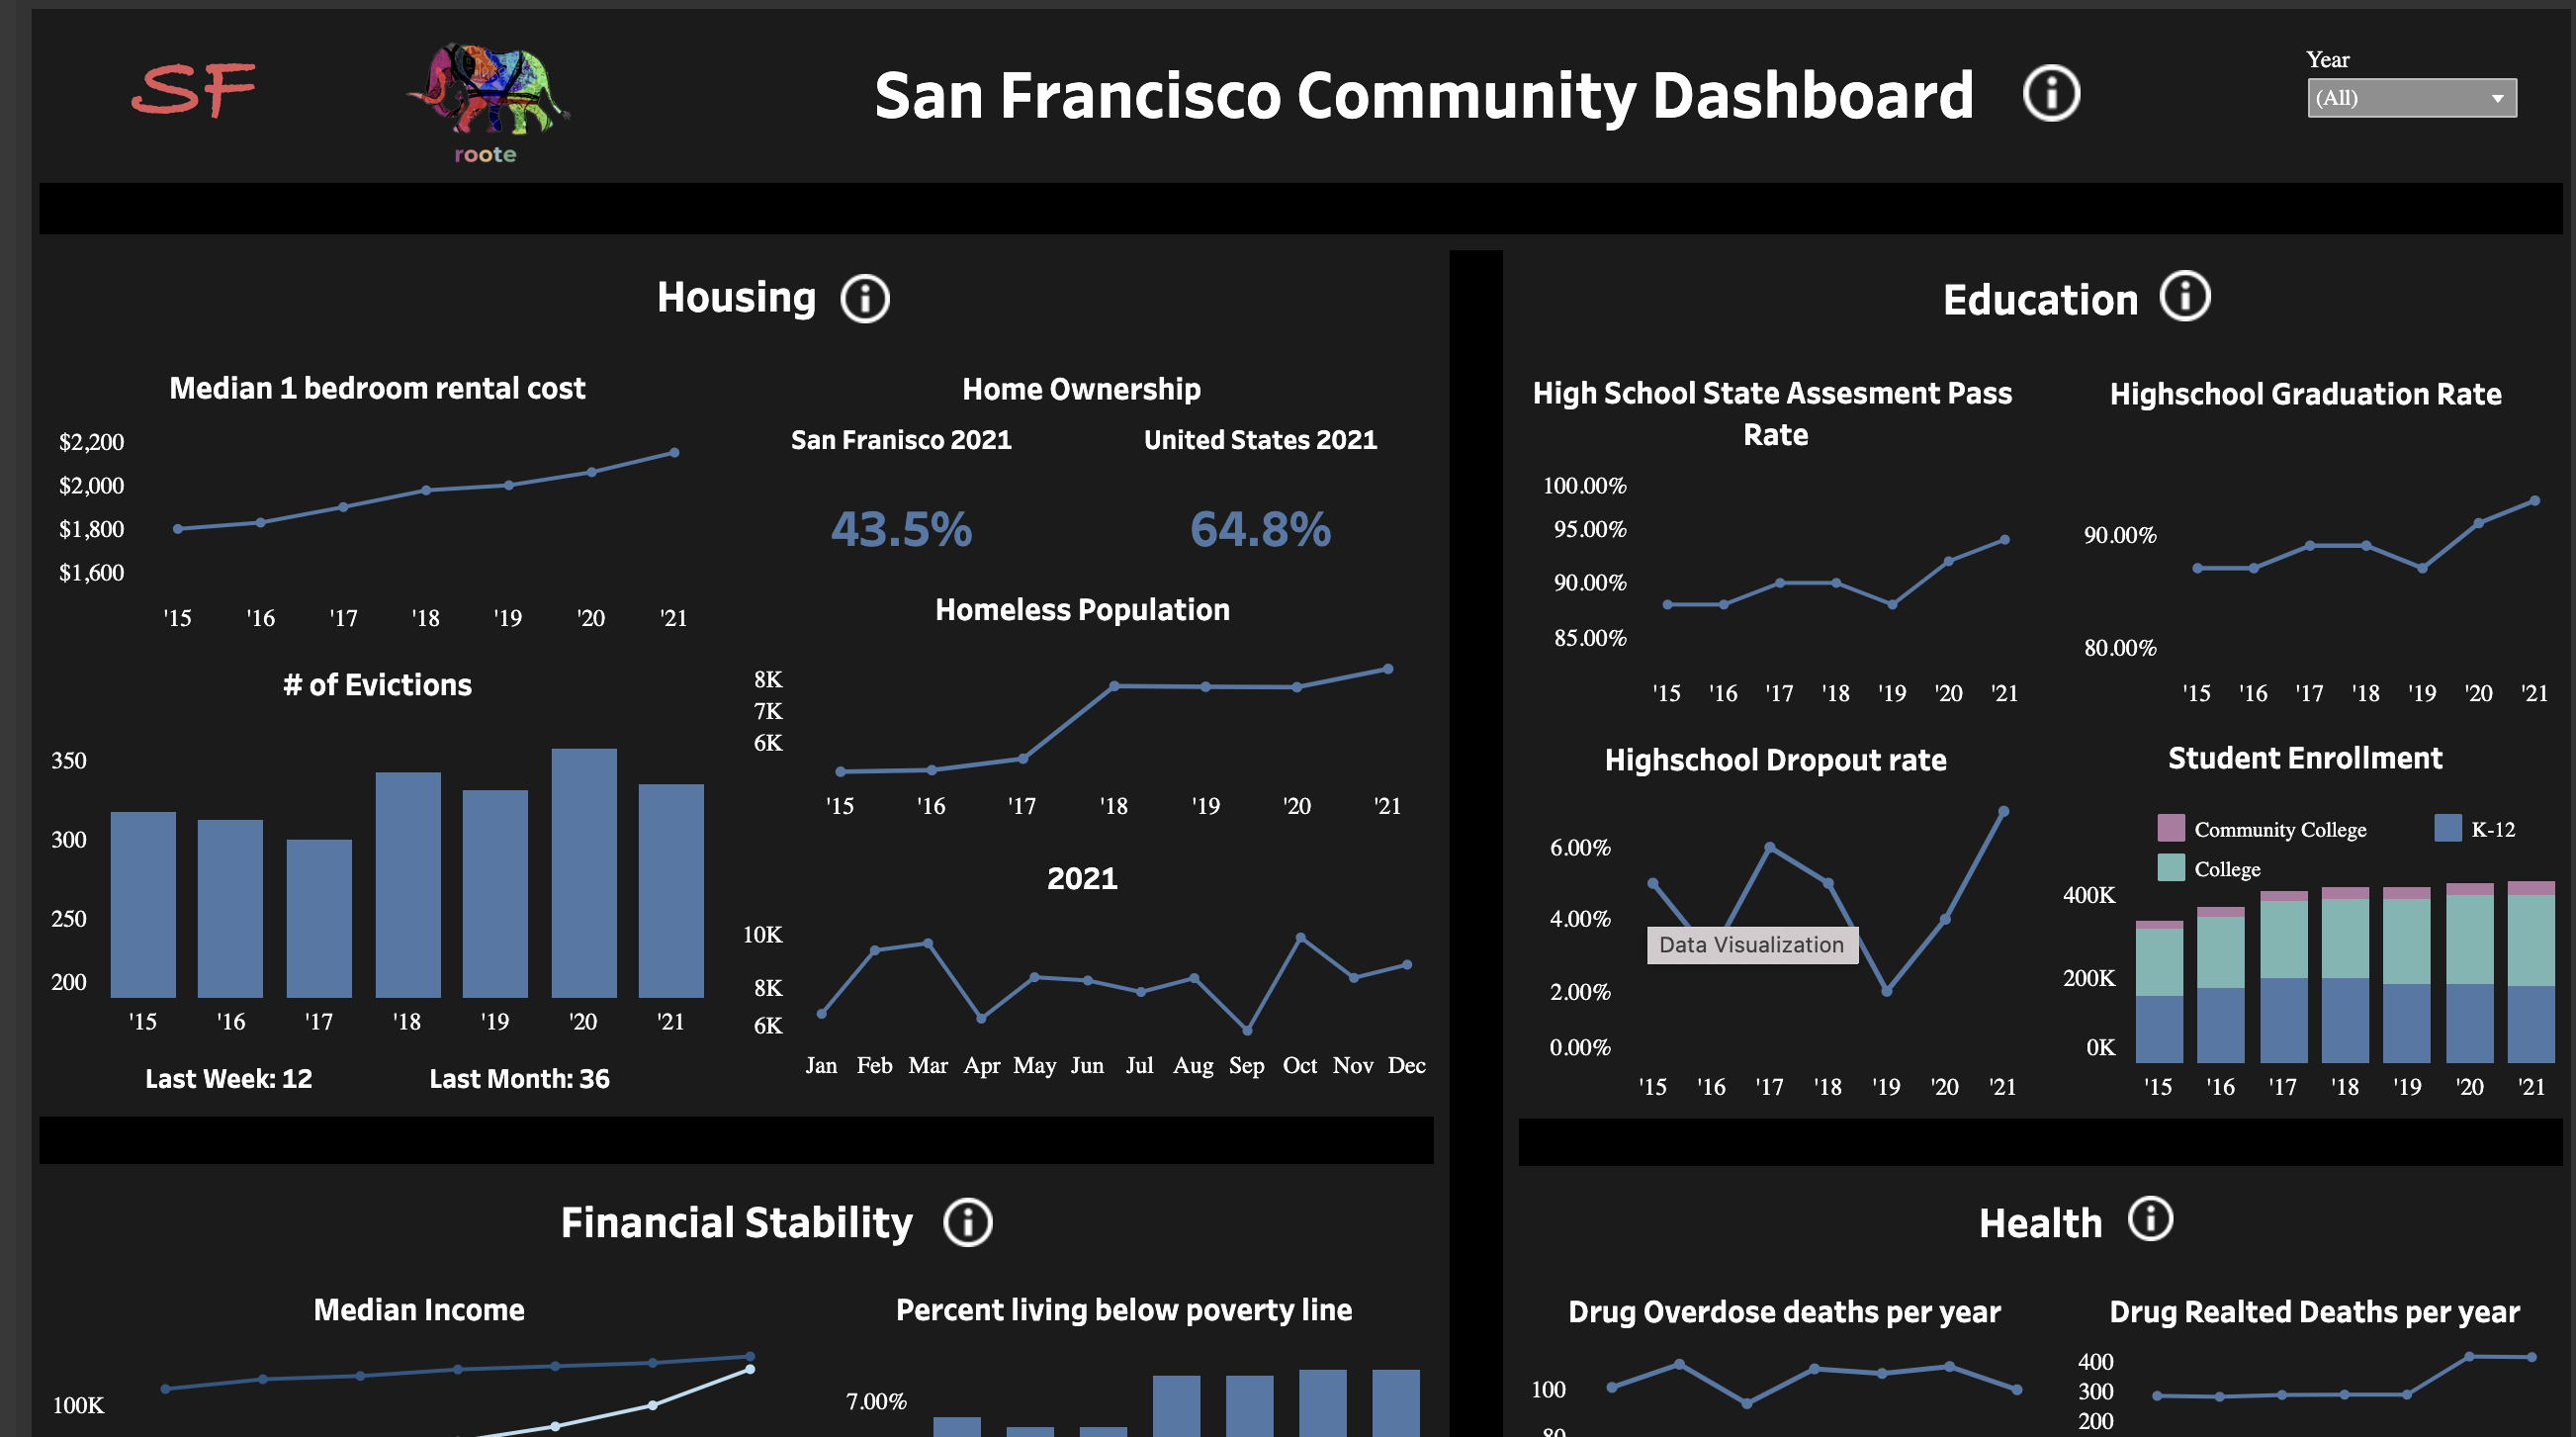 SF
roote
San Francisco Community Dashboard
Year
(All)
Housing
Median 1 bedroom rental cost
$2,200
$2,000
$1,800
$1,600
'15 '16 '17 '18 '19 '20 '21
# of Evictions
350
300
250
200
'15 '16 '17 '18 '19 '20 '21
Last Week: 12 Last Month: 36
Home Ownership
San Franisco 2021 United States 2021
43.5% 64.8%
Homeless Population
8K
7K
6K
'15 '16 '17 '18 '19 '20 '21
2021
10K
8K
6K
Jan Feb Mar Apr May Jun Jul Aug Sep Oct Nov Dec
Education
High School State Assesment Pass
Rate
100.00%
95.00%
90.00%
85.00%
'15 '16 '17 '18 '19 '20 '21
Highschool Graduation Rate
90.00%
80.00%
'15 '16 '17 '18 '19 '20 '21
Highschool Dropout rate
6.00%
4.00%
Data Visualization
2.00%
0.00%
'15 '16 '17 '18 '19 '20 '21
Student Enrollment
Community College K-12
College
400K
200K
0K
'15 '16 '17 '18 '19 '20 '21
Financial Stability
Median Income
100K
Percent living below poverty line
7.00%
Health
Drug Overdose deaths per year
100
80
Drug Realted Deaths per year
400
300
200